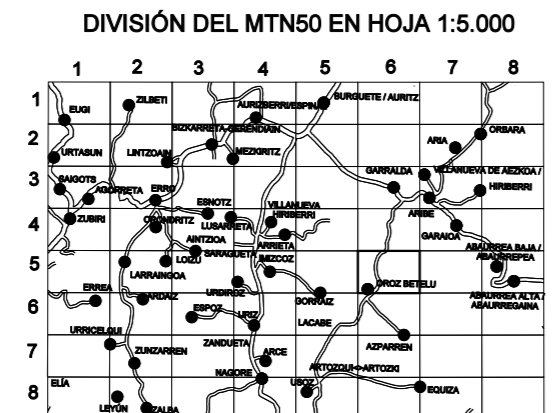 DIVISIÓN DEL MTN50 EN HOJA 1:5.000
1 2 3 4 5 6 7 8
1
ZILBETI
AURIZBERRI/ESPINAL
BURGUETE / AURITZ
EUGI
2
BIZKARRETA-GERENDIAIN
ORBARA
ARIA
URTASUN
LINTZOAIN
MEZKIRITZ
3
GARRALDA
VILLANUEVA DE AEZKOA /
HIRIBERRI
SAIGOTS
AGORRETA
ERRO
ESNOTZ
VILLANUEVA
HIRIBERRI
ARIBE
4
ZUBIRI
ORONDRITZ
LUSARRETA
GARAIOA
AINTZIOA
ARRIETA
ABAURREA BAJA /
ABAURREPEA
5
LOIZU
SARAGUETA
IMIZCOZ
LARRAINGOA
OROZ BETELU
ERREA
ARDAIZ
URDIROZ
GORRAIZ
ABAURREA ALTA /
ABAURREGAINA
6
ESPOZ
URIZ
LACABE
URRICELQUI
ZANDUETA
AZPARREN
7
ZUNZARREN
ARCE
ARTOZQUI<>ARTOZKI
NAGORE
8
ELÍA
USOZ
EQUIZA
LEYÚN
ZALBA